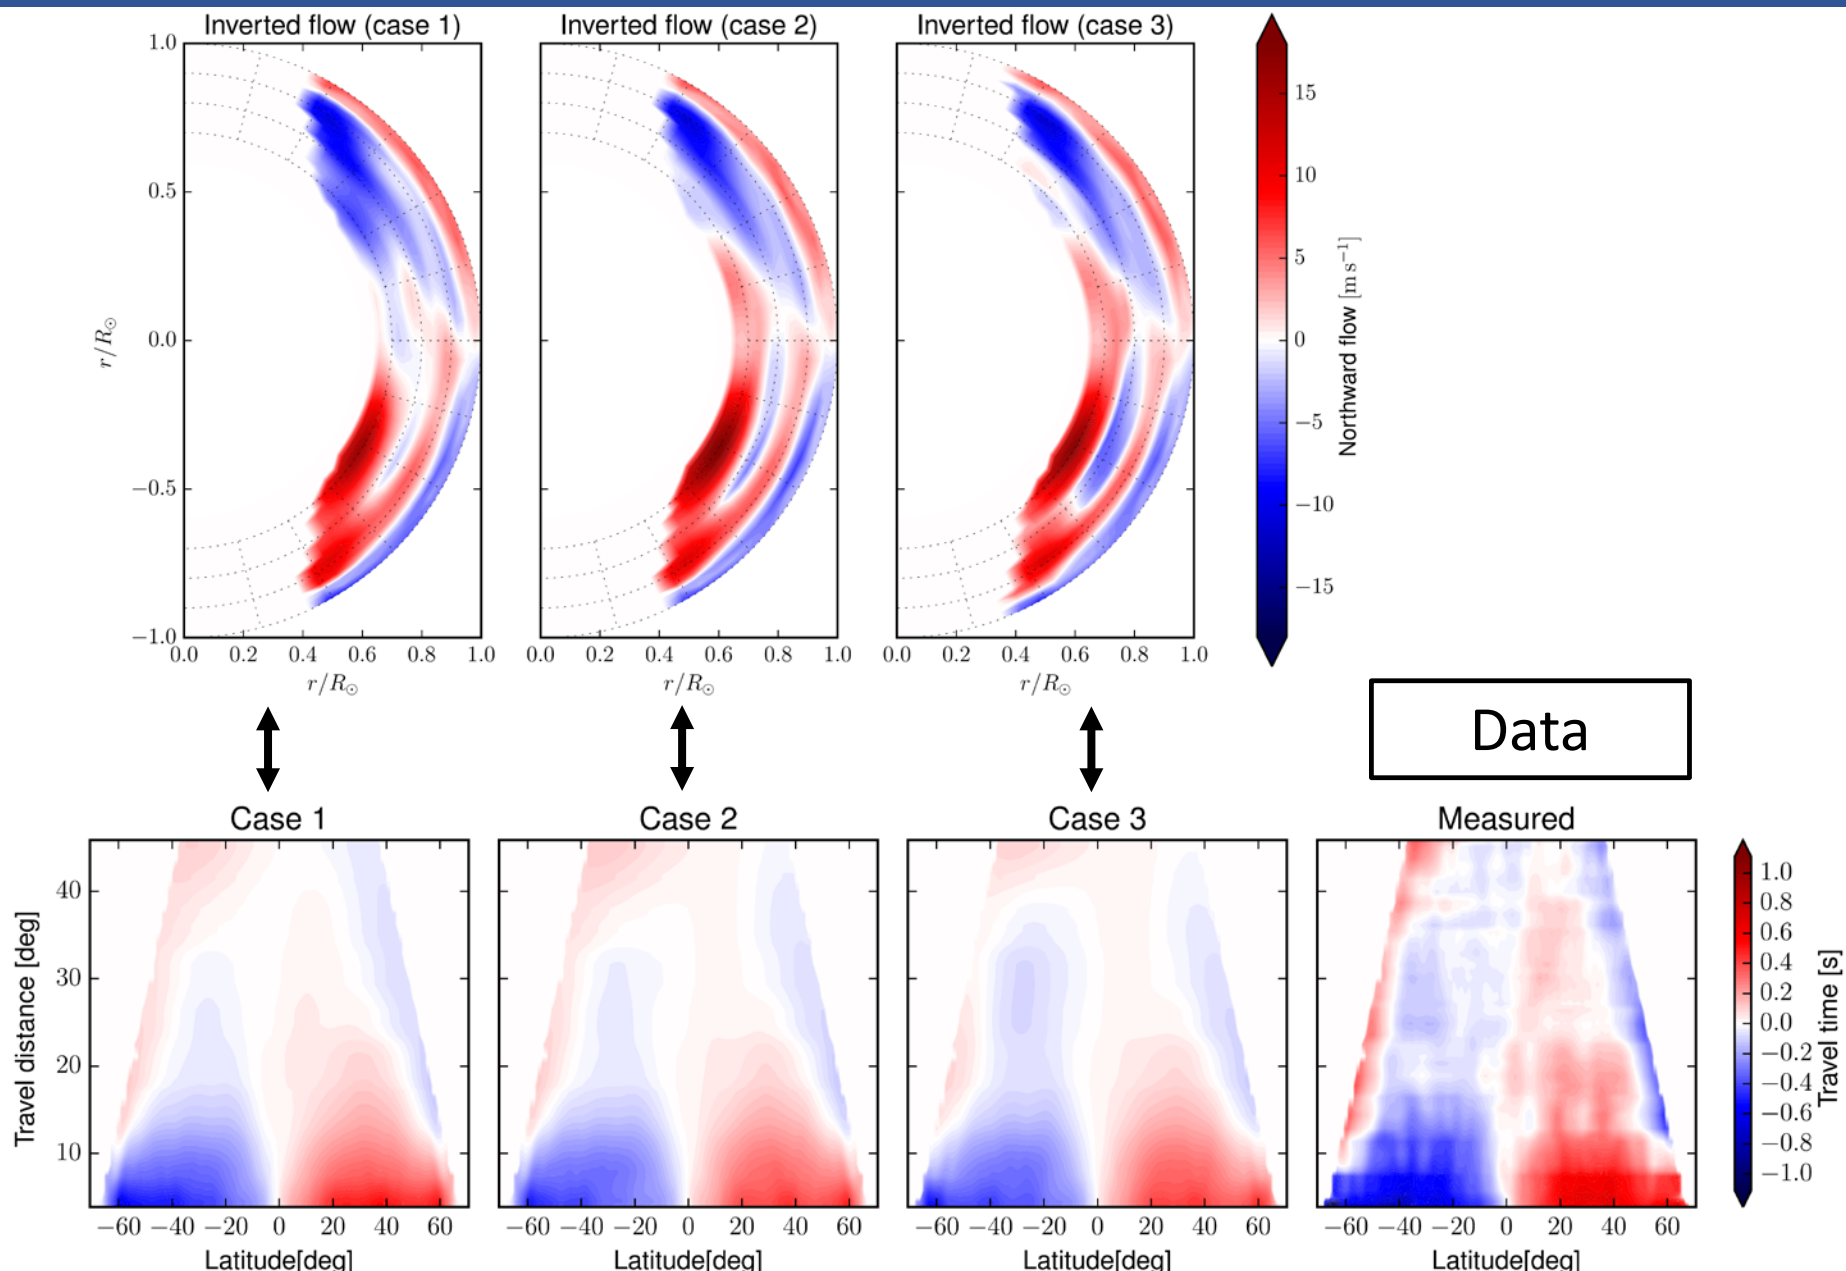 Inverted flow (case 1) Inverted flow (case 2) Inverted flow (case 3)
1.0
0.5
0.0
−0.5
−1.0
r/R☉
0.0 0.2 0.4 0.6 0.8 1.0
0.0 0.2 0.4 0.6 0.8 1.0
0.0 0.2 0.4 0.6 0.8 1.0
r/R☉ r/R☉ r/R☉
15
10
5
0
−5
−10
−15
Northward flow [m s⁻¹]
Data
Case 1 Case 2 Case 3 Measured
40
30
20
10
Travel distance [deg]
−60 −40 −20 0 20 40 60
−60 −40 −20 0 20 40 60
−60 −40 −20 0 20 40 60
−60 −40 −20 0 20 40 60
Latitude[deg] Latitude[deg] Latitude[deg] Latitude[deg]
1.0
0.8
0.6
0.4
0.2
0.0
−0.2
−0.4
−0.6
−0.8
−1.0
Travel time [s]